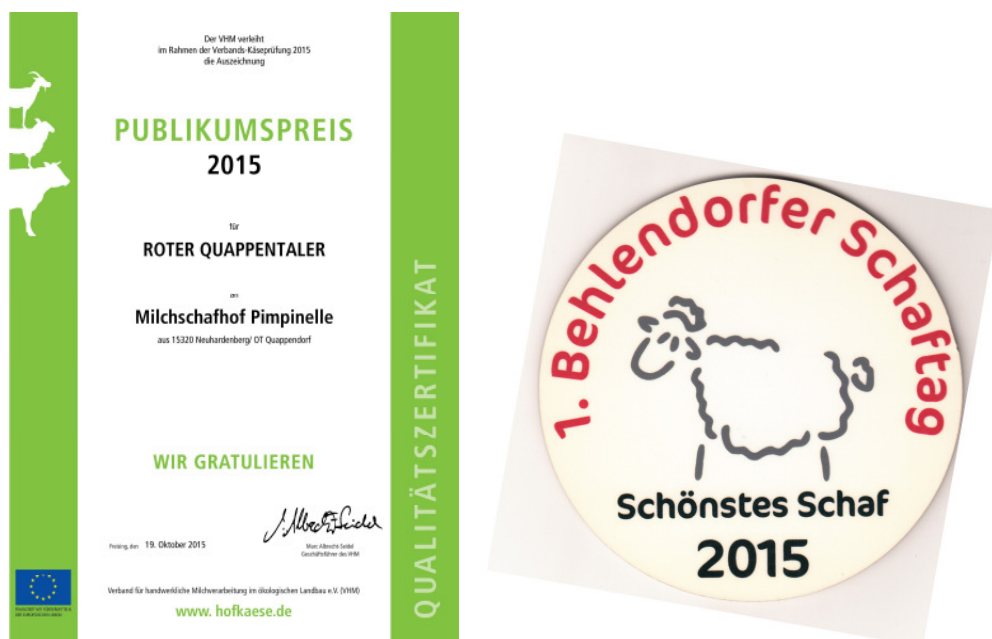 Der VHM verleiht
im Rahmen der Verbands-Käseprüfung 2015
die Auszeichnung
PUBLIKUMSPREIS
2015
für
ROTER QUAPPENTALER
an
Milchschafhof Pimpinelle
aus 15320 Neuhardenberg/ OT Quappendorf
WIR GRATULIEREN
Freising, den 19. Oktober 2015
Marc Albrecht-Seidel
Geschäftsführer des VHM
Verband für handwerkliche Milchverarbeitung im ökologischen Landbau e.V. (VHM)
www. hofkaese.de
QUALITÄTSZERTIFIKAT
1. Behlendorfer Schaftag
Schönstes Schaf
2015